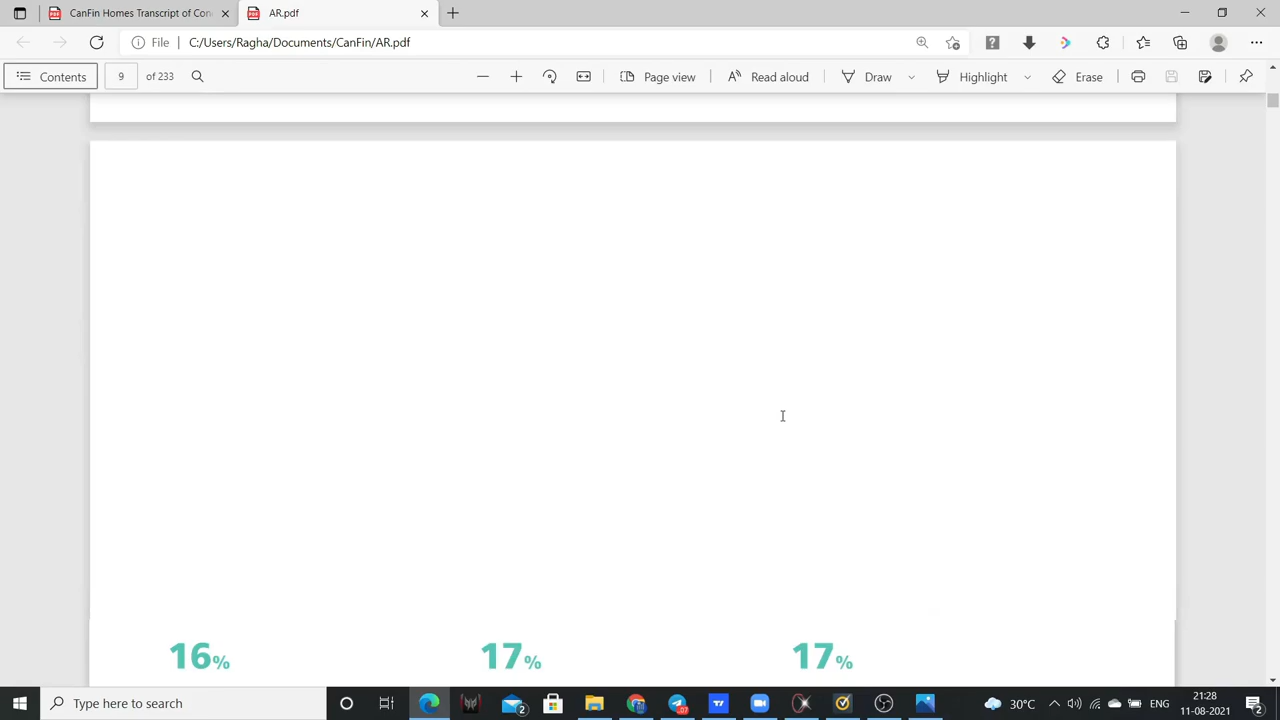 CanFin Homes Transcript of Con
AR.pdf
File
C:/Users/Ragha/Documents/CanFin/AR.pdf
Contents
9
of 233
Page view
Read aloud
Draw
Highlight
Erase
16%
17%
17%
Type here to search
2
30°C
ENG
21:28
11-08-2021
2